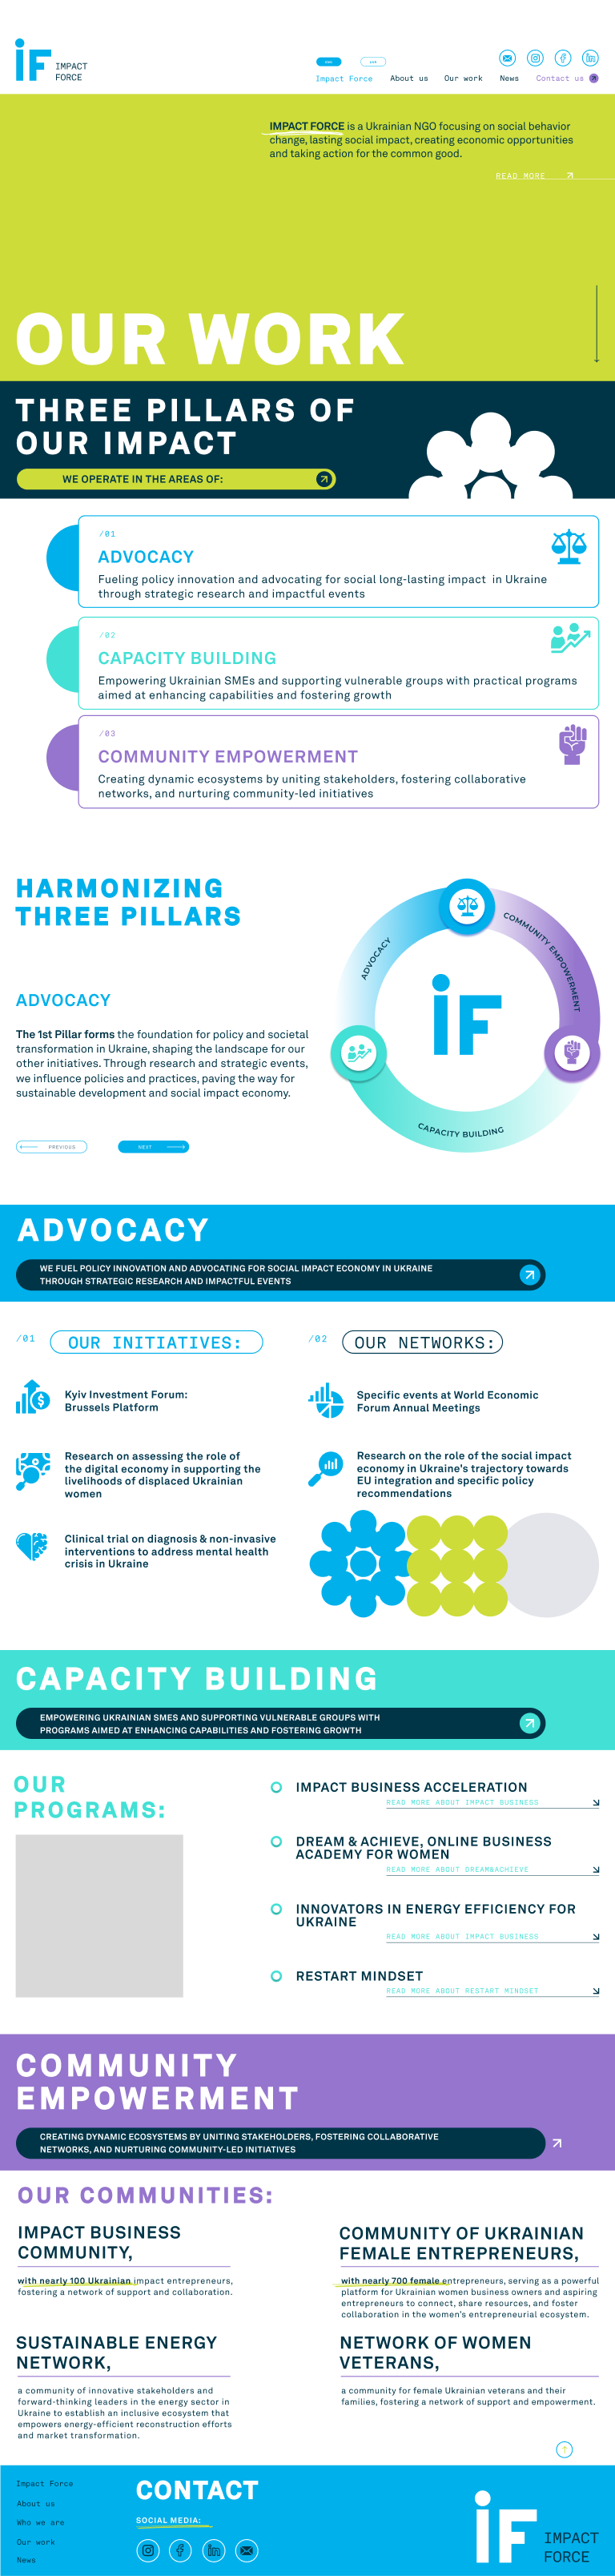 iF IMPACT
FORCE
Impact Force About us Our work News Contact us
IMPACT FORCE is a Ukrainian NGO focusing on social behavior
change, lasting social impact, creating economic opportunities
and taking action for the common good.
READ MORE
OUR WORK
THREE PILLARS OF
OUR IMPACT
WE OPERATE IN THE AREAS OF:
/01
ADVOCACY
Fueling policy innovation and advocating for social long-lasting impact in Ukraine
through strategic research and impactful events
/02
CAPACITY BUILDING
Empowering Ukrainian SMEs and supporting vulnerable groups with practical programs
aimed at enhancing capabilities and fostering growth
/03
COMMUNITY EMPOWERMENT
Creating dynamic ecosystems by uniting stakeholders, fostering collaborative
networks, and nurturing community-led initiatives
HARMONIZING
THREE PILLARS
ADVOCACY
The 1st Pillar forms the foundation for policy and societal
transformation in Ukraine, shaping the landscape for our
other initiatives. Through research and strategic events,
we influence policies and practices, paving the way for
sustainable development and social impact economy.
PREVIOUS
NEXT
ADVOCACY
COMMUNITY EMPOWERMENT
CAPACITY BUILDING
iF
ADVOCACY
WE FUEL POLICY INNOVATION AND ADVOCATING FOR SOCIAL IMPACT ECONOMY IN UKRAINE
THROUGH STRATEGIC RESEARCH AND IMPACTFUL EVENTS
/01 OUR INITIATIVES:
Kyiv Investment Forum:
Brussels Platform
Research on assessing the role of
the digital economy in supporting the
livelihoods of displaced Ukrainian
women
Clinical trial on diagnosis & non-invasive
interventions to address mental health
crisis in Ukraine
/02 OUR NETWORKS:
Specific events at World Economic
Forum Annual Meetings
Research on the role of the social impact
economy in Ukraine's trajectory towards
EU integration and specific policy
recommendations
CAPACITY BUILDING
EMPOWERING UKRAINIAN SMES AND SUPPORTING VULNERABLE GROUPS WITH
PROGRAMS AIMED AT ENHANCING CAPABILITIES AND FOSTERING GROWTH
OUR
PROGRAMS:
IMPACT BUSINESS ACCELERATION
READ MORE ABOUT IMPACT BUSINESS
DREAM & ACHIEVE, ONLINE BUSINESS
ACADEMY FOR WOMEN
READ MORE ABOUT DREAM&ACHIEVE
INNOVATORS IN ENERGY EFFICIENCY FOR
UKRAINE
READ MORE ABOUT IMPACT BUSINESS
RESTART MINDSET
READ MORE ABOUT RESTART MINDSET
COMMUNITY
EMPOWERMENT
CREATING DYNAMIC ECOSYSTEMS BY UNITING STAKEHOLDERS, FOSTERING COLLABORATIVE
NETWORKS, AND NURTURING COMMUNITY-LED INITIATIVES
OUR COMMUNITIES:
IMPACT BUSINESS
COMMUNITY,
with nearly 100 Ukrainian impact entrepreneurs,
fostering a network of support and collaboration.
COMMUNITY OF UKRAINIAN
FEMALE ENTREPRENEURS,
with nearly 700 female entrepreneurs, serving as a powerful
platform for Ukrainian women business owners and aspiring
entrepreneurs to connect, share resources, and foster
collaboration in the women's entrepreneurial ecosystem.
SUSTAINABLE ENERGY
NETWORK,
a community of innovative stakeholders and
forward-thinking leaders in the energy sector in
Ukraine to establish an inclusive ecosystem that
empowers energy-efficient reconstruction efforts
and market transformation.
NETWORK OF WOMEN
VETERANS,
a community for female Ukrainian veterans and their
families, fostering a network of support and empowerment.
Impact Force
About us
Who we are
Our work
News
CONTACT
SOCIAL MEDIA:
iF IMPACT
FORCE